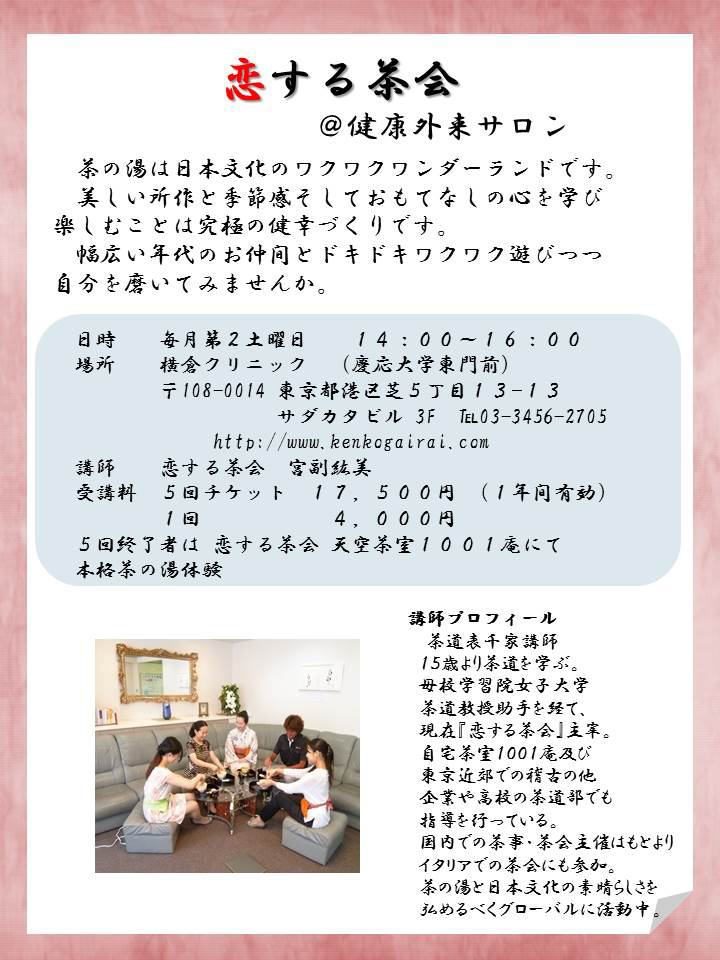 恋する茶会
@健康外来サロン
茶の湯は日本文化のワクワクワンダーランドです。
美しい所作と季節感そしておもてなしの心を学び
楽しむことは究極の健幸づくりです。
幅広い年代のお仲間とドキドキワクワク遊びつつ
自分を磨いてみませんか。
日時 毎月第2土曜日 14:00〜16:00
場所 横倉クリニック (慶応大学東門前)
〒108-0014 東京都港区芝5丁目13-13
サダカタビル 3F ℡03-3456-2705
http://www.kenkogairai.com
講師 恋する茶会 宮副紘美
受講料 5回チケット 17,500円 (1年間有効)
1回 4,000円
5回終了者は 恋する茶会 天空茶室1001庵にて
本格茶の湯体験
講師プロフィール
茶道表千家講師
15歳より茶道を学ぶ。
母校学習院女子大学
茶道教授助手を経て、
現在『恋する茶会』主宰。
自宅茶室1001庵及び
東京近郊での稽古の他
企業や高校の茶道部でも
指導を行っている。
国内での茶事・茶会主催はもとより
イタリアでの茶会にも参加。
茶の湯と日本文化の素晴らしさを
弘めるべくグローバルに活動中。